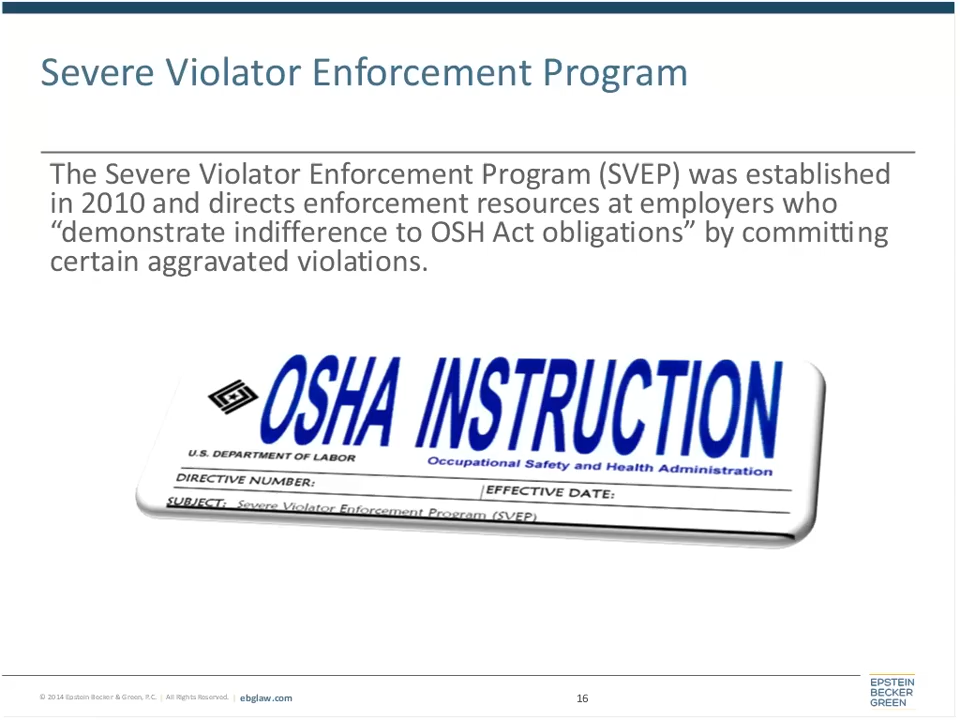 Severe Violator Enforcement Program
The Severe Violator Enforcement Program (SVEP) was established
in 2010 and directs enforcement resources at employers who
“demonstrate indifference to OSH Act obligations” by committing
certain aggravated violations.
OSHA INSTRUCTION
U.S. DEPARTMENT OF LABOR
Occupational Safety and Health Administration
DIRECTIVE NUMBER:
EFFECTIVE DATE:
SUBJECT: Severe Violator Enforcement Program (SVEP)
© 2014 Epstein Becker & Green, P.C. | All Rights Reserved. | ebglaw.com
16
EPSTEIN
BECKER
GREEN